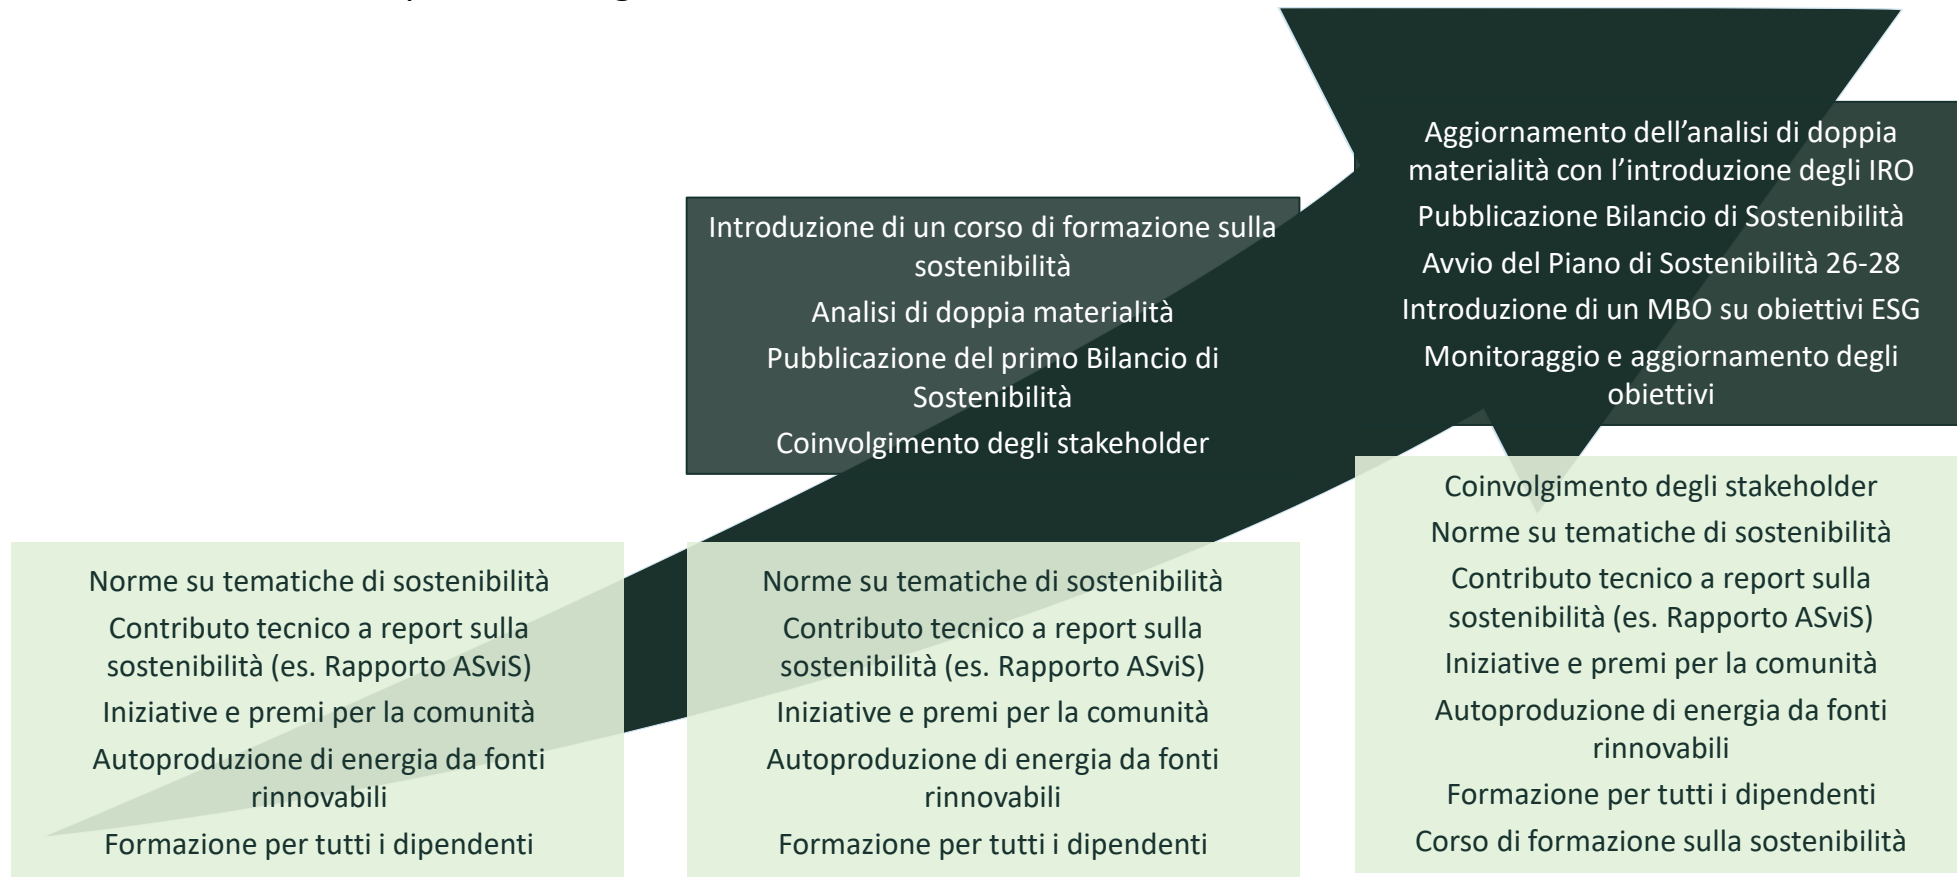 Introduzione di un corso di formazione sulla
sostenibilità
Analisi di doppia materialità
Pubblicazione del primo Bilancio di
Sostenibilità
Coinvolgimento degli stakeholder
Aggiornamento dell’analisi di doppia
materialità con l’introduzione degli IRO
Pubblicazione Bilancio di Sostenibilità
Avvio del Piano di Sostenibilità 26-28
Introduzione di un MBO su obiettivi ESG
Monitoraggio e aggiornamento degli
obiettivi
Norme su tematiche di sostenibilità
Contributo tecnico a report sulla
sostenibilità (es. Rapporto ASviS)
Iniziative e premi per la comunità
Autoproduzione di energia da fonti
rinnovabili
Formazione per tutti i dipendenti
Norme su tematiche di sostenibilità
Contributo tecnico a report sulla
sostenibilità (es. Rapporto ASviS)
Iniziative e premi per la comunità
Autoproduzione di energia da fonti
rinnovabili
Formazione per tutti i dipendenti
Coinvolgimento degli stakeholder
Norme su tematiche di sostenibilità
Contributo tecnico a report sulla
sostenibilità (es. Rapporto ASviS)
Iniziative e premi per la comunità
Autoproduzione di energia da fonti
rinnovabili
Formazione per tutti i dipendenti
Corso di formazione sulla sostenibilità